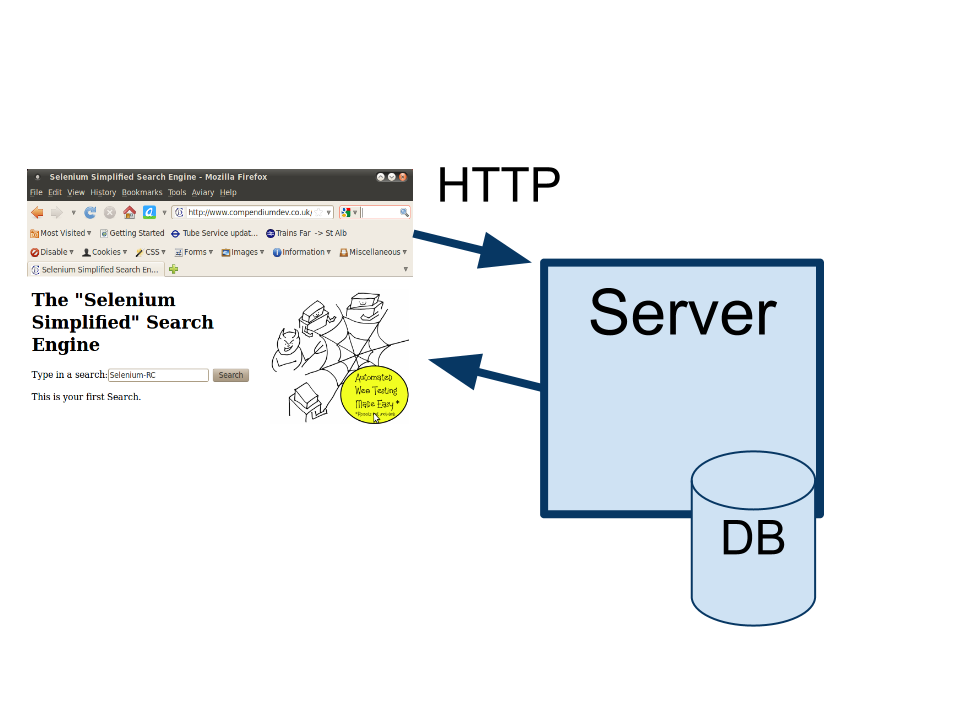 Selenium Simplified Search Engine - Mozilla Firefox
File Edit View History Bookmarks Tools Aviary Help
http://www.compendiumdev.co.uk/
Most Visited Getting Started Tube Service updat... Trains Far -> St Alb
Disable Cookies CSS Forms Images Information Miscellaneous
Selenium Simplified Search En...
The "Selenium
Simplified" Search
Engine
Type in a search: Selenium-RC Search
This is your first Search.
Automated
Web Testing
Made Easy *
HTTP
Server
DB